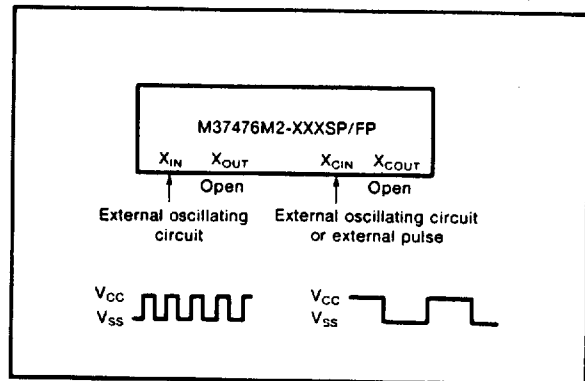 M37476M2-XXXSP/FP
XIN XOUT XCIN XCOUT
Open Open
External oscillating circuit
External oscillating circuit or external pulse
VCC
VSS
VCC
VSS